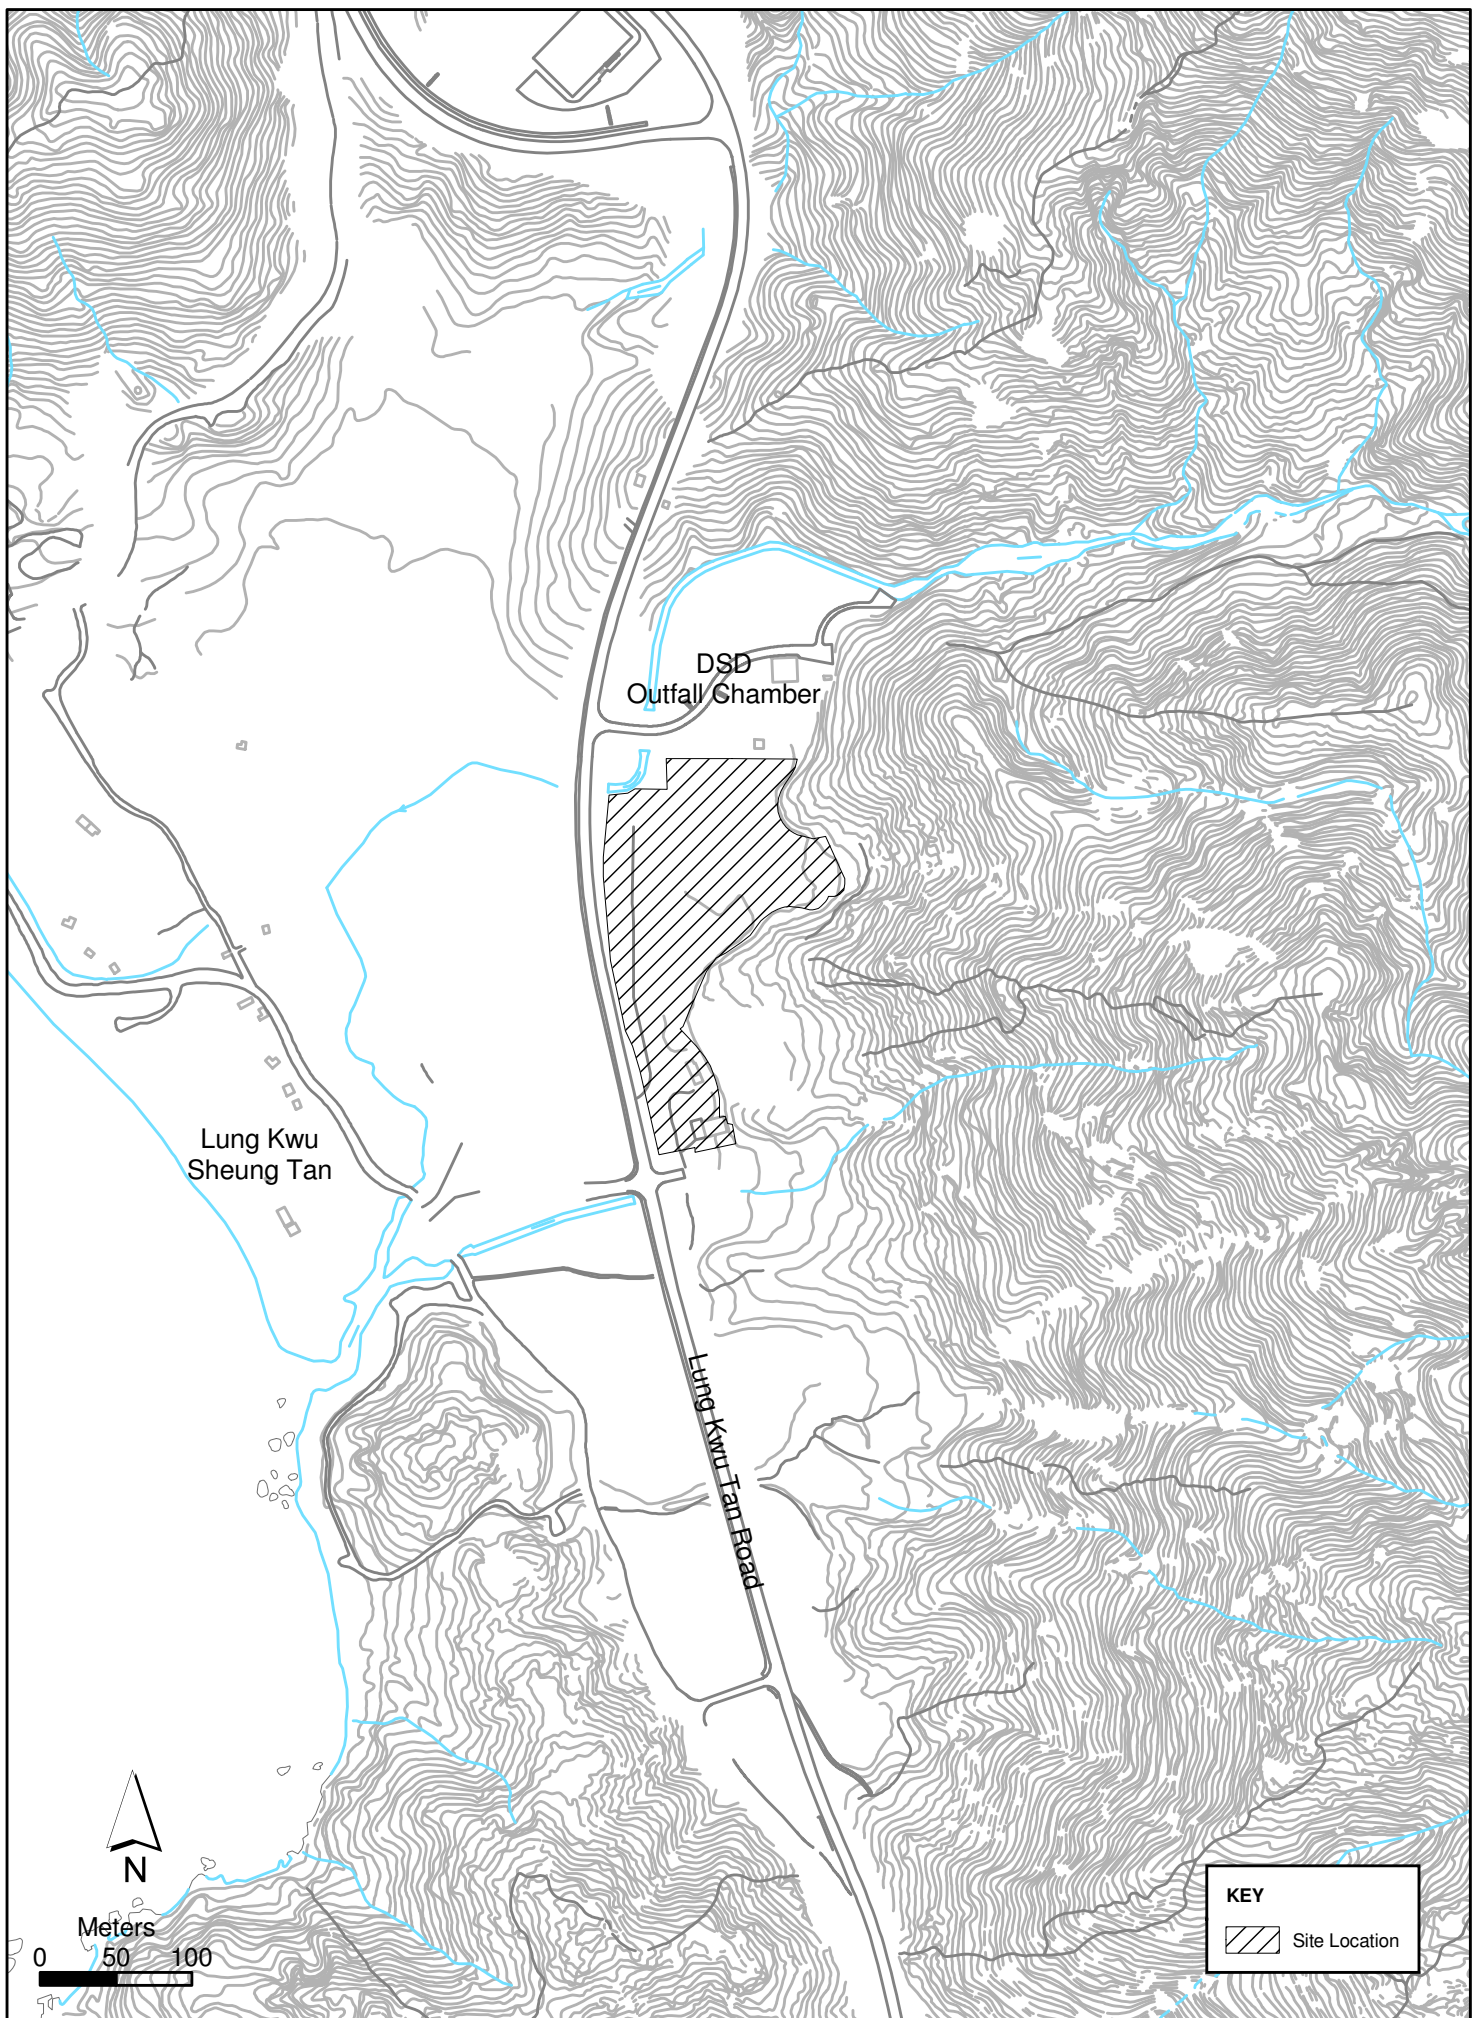 DSD
Outfall Chamber
Lung Kwu
Sheung Tan
Lung Kwu Tan Road
N
Meters
0 50 100
KEY
Site Location